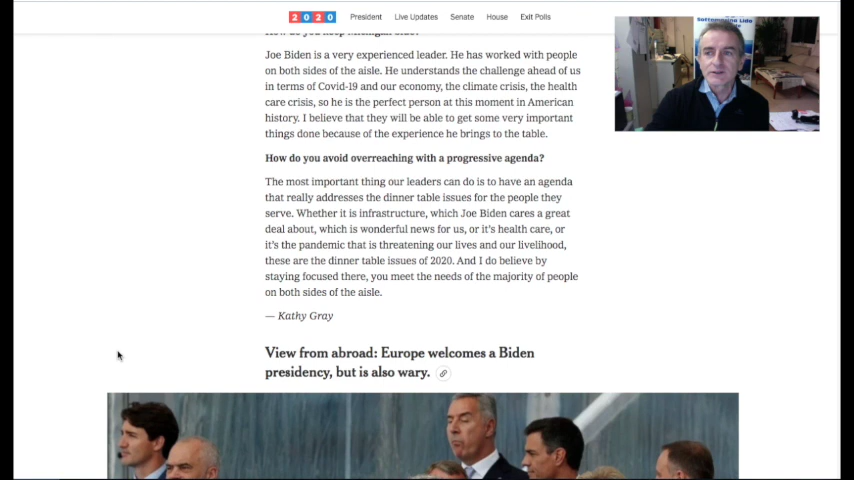 2020 President Live Updates Senate House Exit Polls
Joe Biden is a very experienced leader. He has worked with people
on both sides of the aisle. He understands the challenge ahead of us
in terms of Covid-19 and our economy, the climate crisis, the health
care crisis, so he is the perfect person at this moment in American
history. I believe that they will be able to get some very important
things done because of the experience he brings to the table.
How do you avoid overreaching with a progressive agenda?
The most important thing our leaders can do is to have an agenda
that really addresses the dinner table issues for the people they
serve. Whether it is infrastructure, which Joe Biden cares a great
deal about, which is wonderful news for us, or it's health care, or
it's the pandemic that is threatening our lives and our livelihood,
these are the dinner table issues of 2020. And I do believe by
staying focused there, you meet the needs of the majority of people
on both sides of the aisle.
— Kathy Gray
View from abroad: Europe welcomes a Biden
presidency, but is also wary.